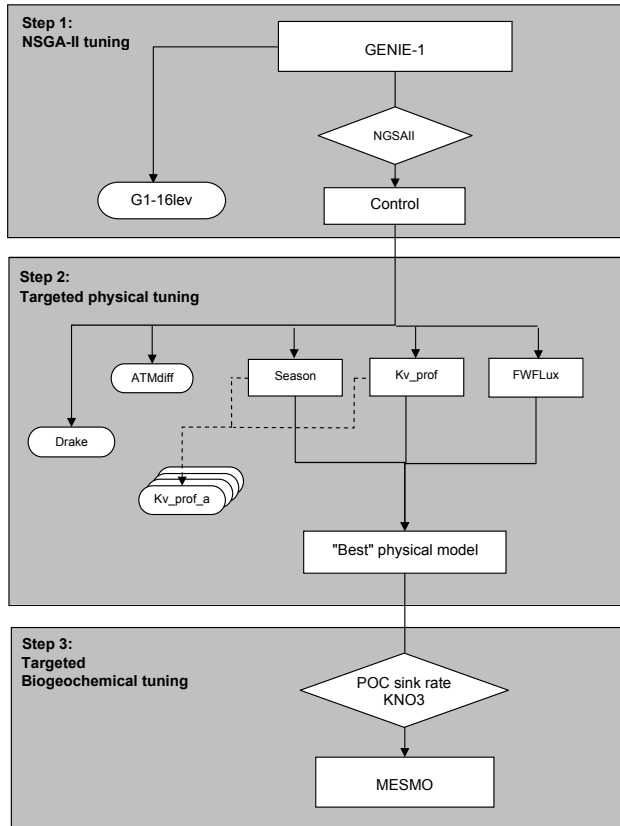 Step 1:
NSGA-II tuning
GENIE-1
NGSAII
G1-16lev
Control
Step 2:
Targeted physical tuning
ATMdiff
Season
Kv_prof
FWFLux
Drake
Kv_prof_a
"Best" physical model
Step 3:
Targeted
Biogeochemical tuning
POC sink rate
KNO3
MESMO